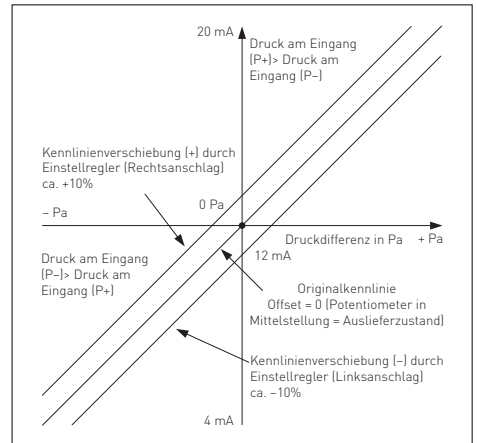 20 mA
Druck am Eingang
(P+)> Druck am
Eingang (P–)
Kennlinienverschiebung (+) durch
Einstellregler (Rechtsanschlag)
ca. +10%
0 Pa
– Pa
Druckdifferenz in Pa
+ Pa
12 mA
Druck am Eingang
(P–)> Druck am
Eingang (P+)
Originalkennlinie
Offset = 0 (Potentiometer in
Mittelstellung = Auslieferzustand)
Kennlinienverschiebung (–) durch
Einstellregler (Linksanschlag)
ca. –10%
4 mA